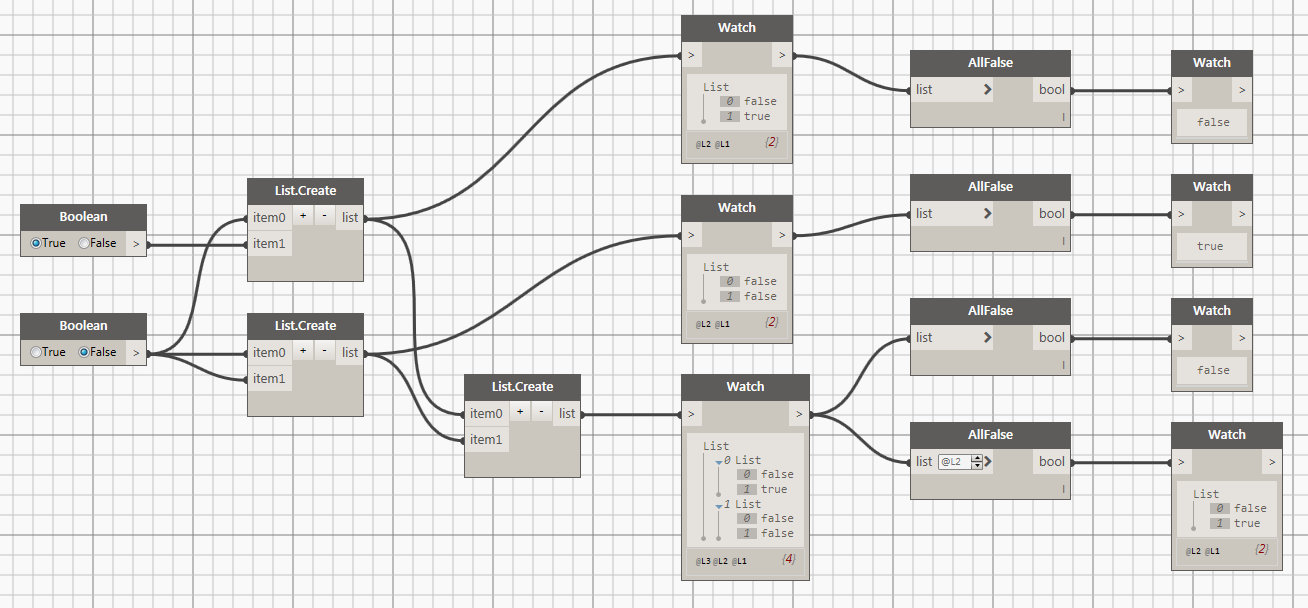 Boolean
True False >
Boolean
True False >
List.Create
item0 + - list
item1
List.Create
item0 + - list
item1
List.Create
item0 + - list
item1
Watch
> >
List
0 false
1 true
@L2 @L1 {2}
Watch
> >
List
0 false
1 false
@L2 @L1 {2}
Watch
> >
List
0 List
0 false
1 true
1 List
0 false
1 false
@L3 @L2 @L1 {4}
AllFalse
list > bool
l
AllFalse
list > bool
l
AllFalse
list > bool
l
AllFalse
list @L2 > bool
l
Watch
> >
false
Watch
> >
true
Watch
> >
false
Watch
> >
List
0 false
1 true
@L2 @L1 {2}